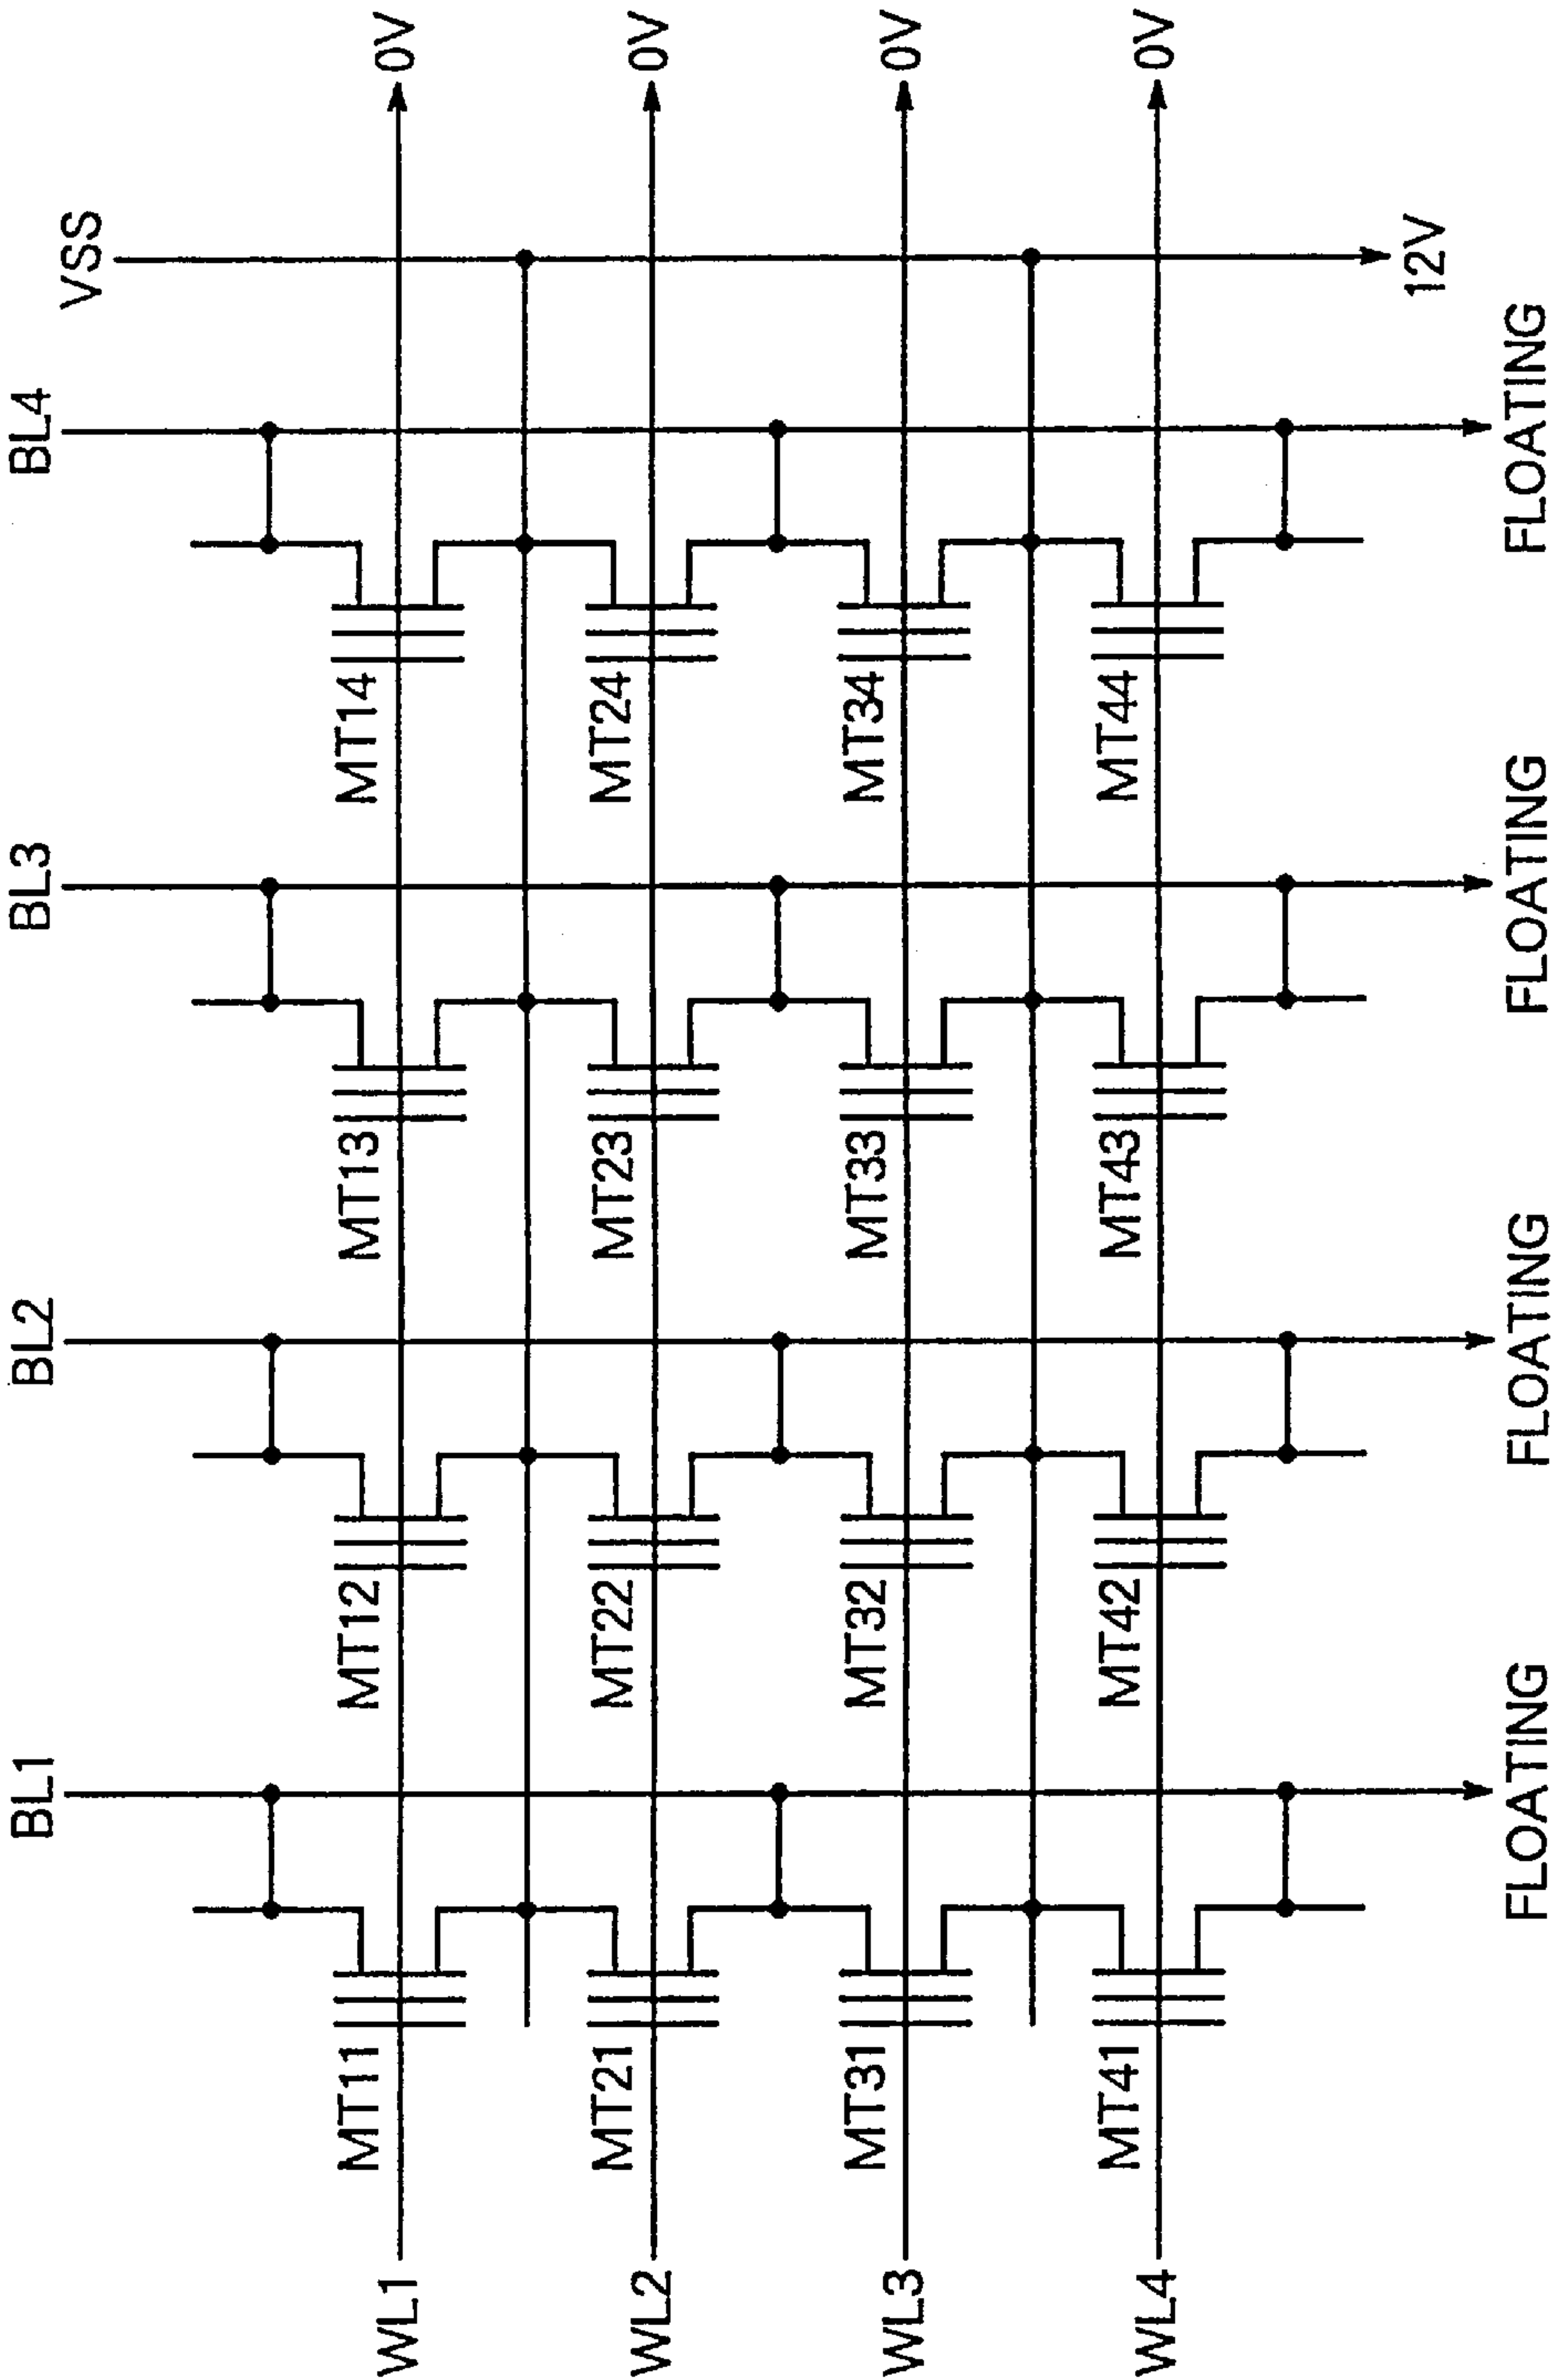 BL1 BL2 BL3 BL4 VSS
WL1 MT11 MT12 MT13 MT14 0V
WL2 MT21 MT22 MT23 MT24 0V
WL3 MT31 MT32 MT33 MT34 0V
WL4 MT41 MT42 MT43 MT44 0V
12V
FLOATING FLOATING FLOATING FLOATING